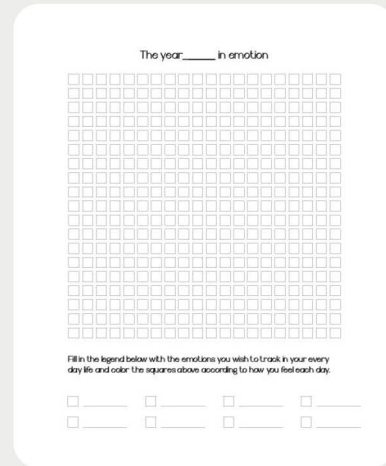 The year______ in emotion
Fill in the legend below with the emotions you wish to track in your every
day life and color the squares above according to how you feel each day.